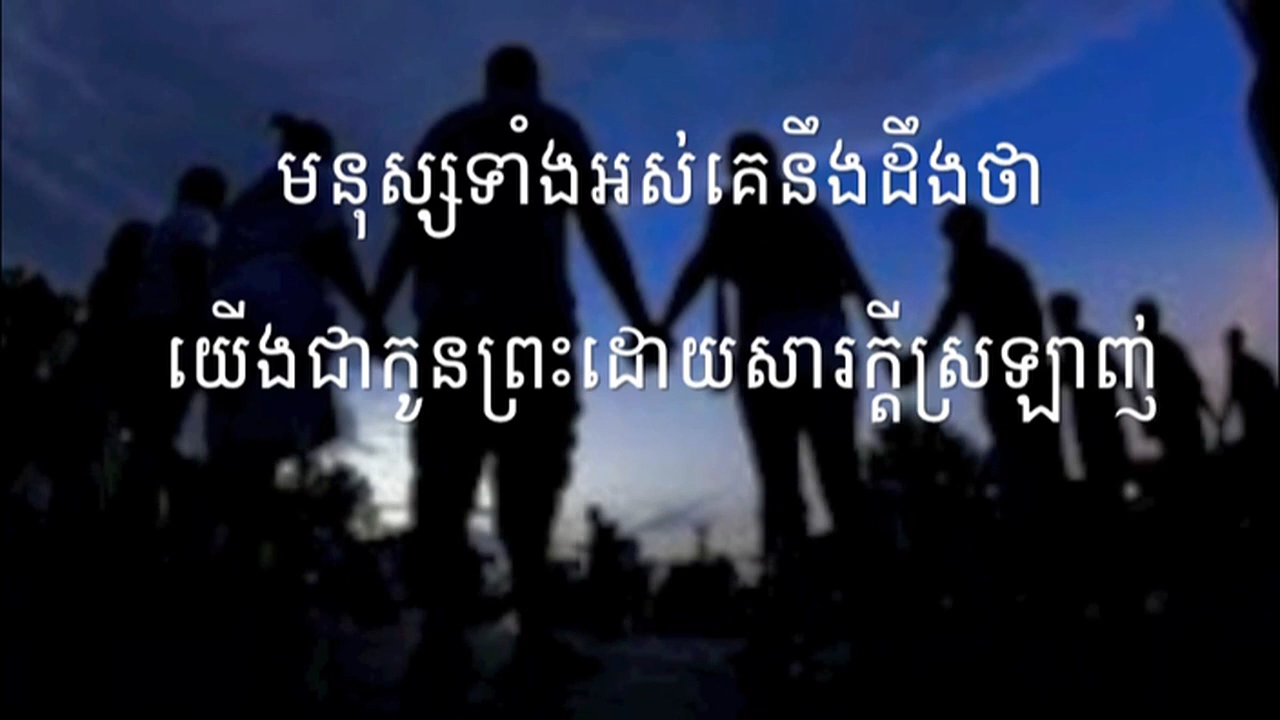 មនុស្សទាំងអស់គេនឹងដឹងថា
យើងជាកូនព្រះដោយសារក្តីស្រឡាញ់